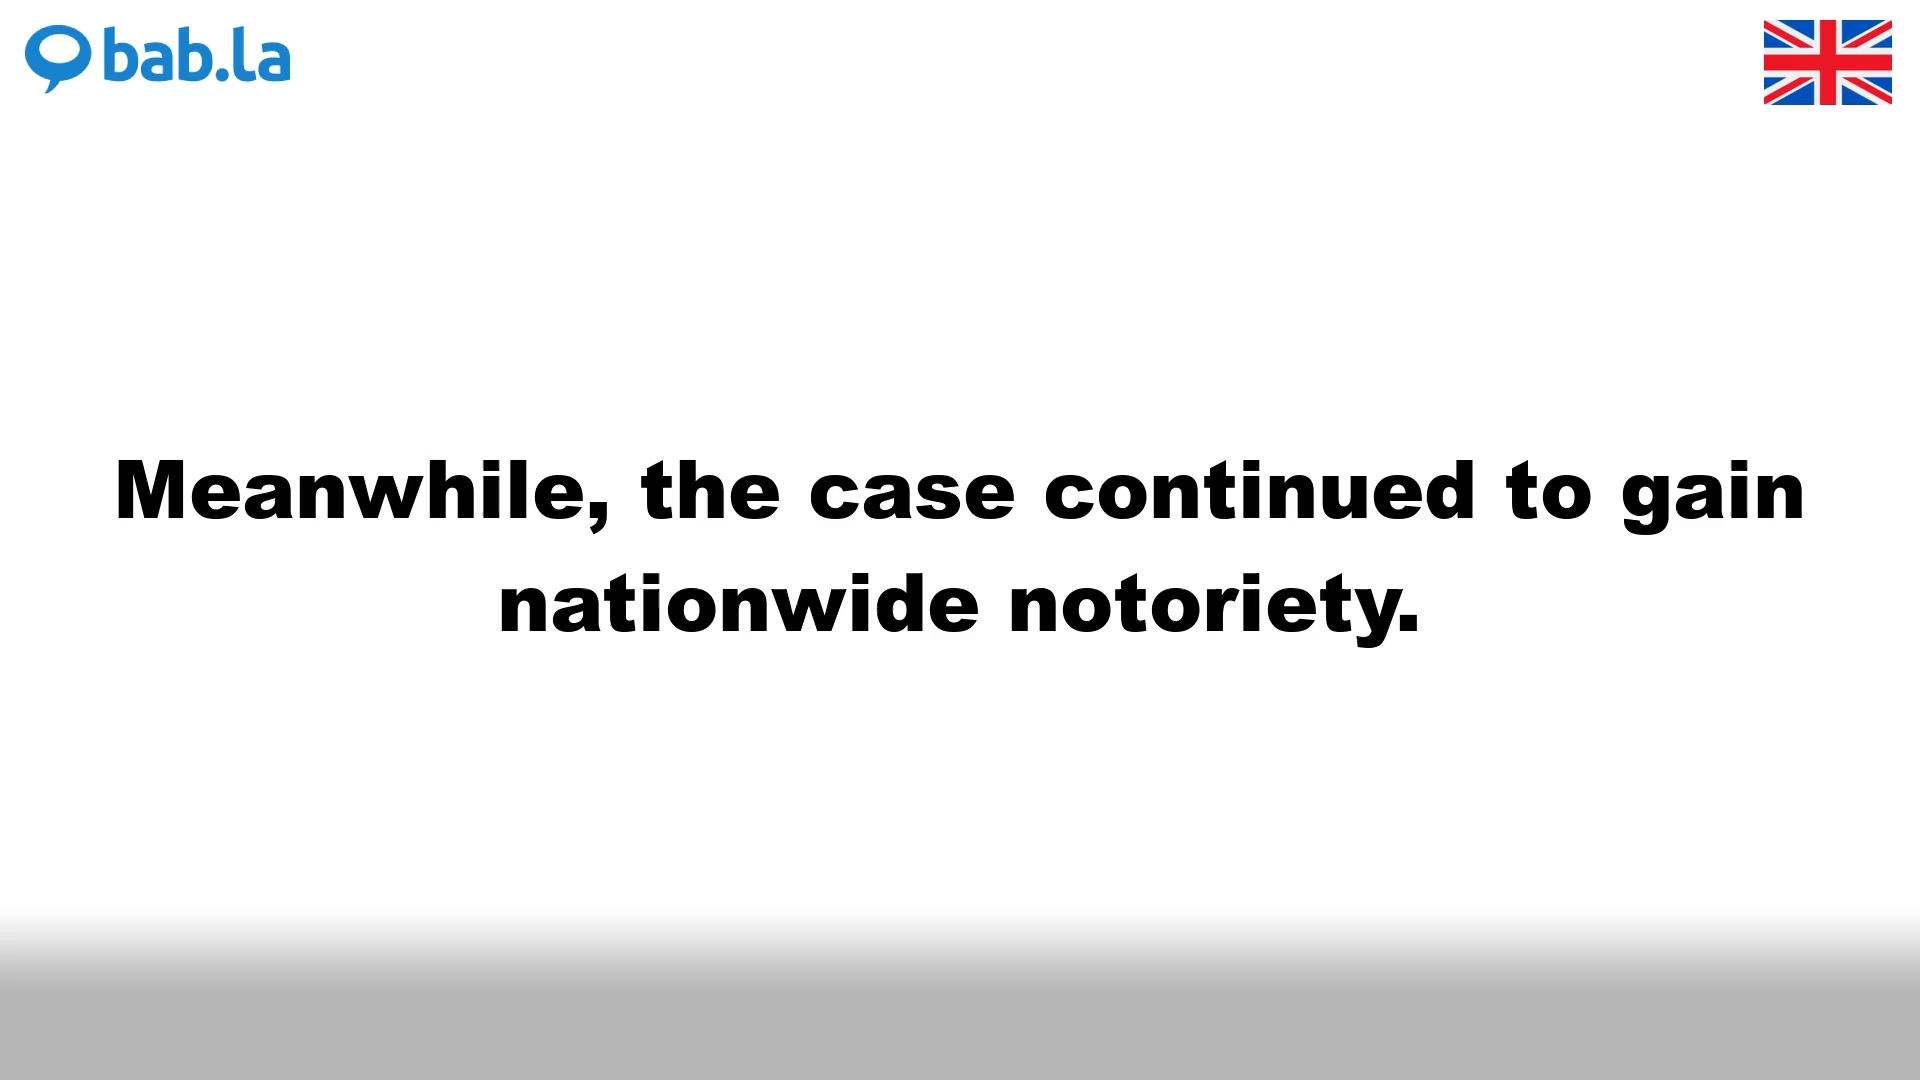 bab.la
Meanwhile, the case continued to gain
nationwide notoriety.